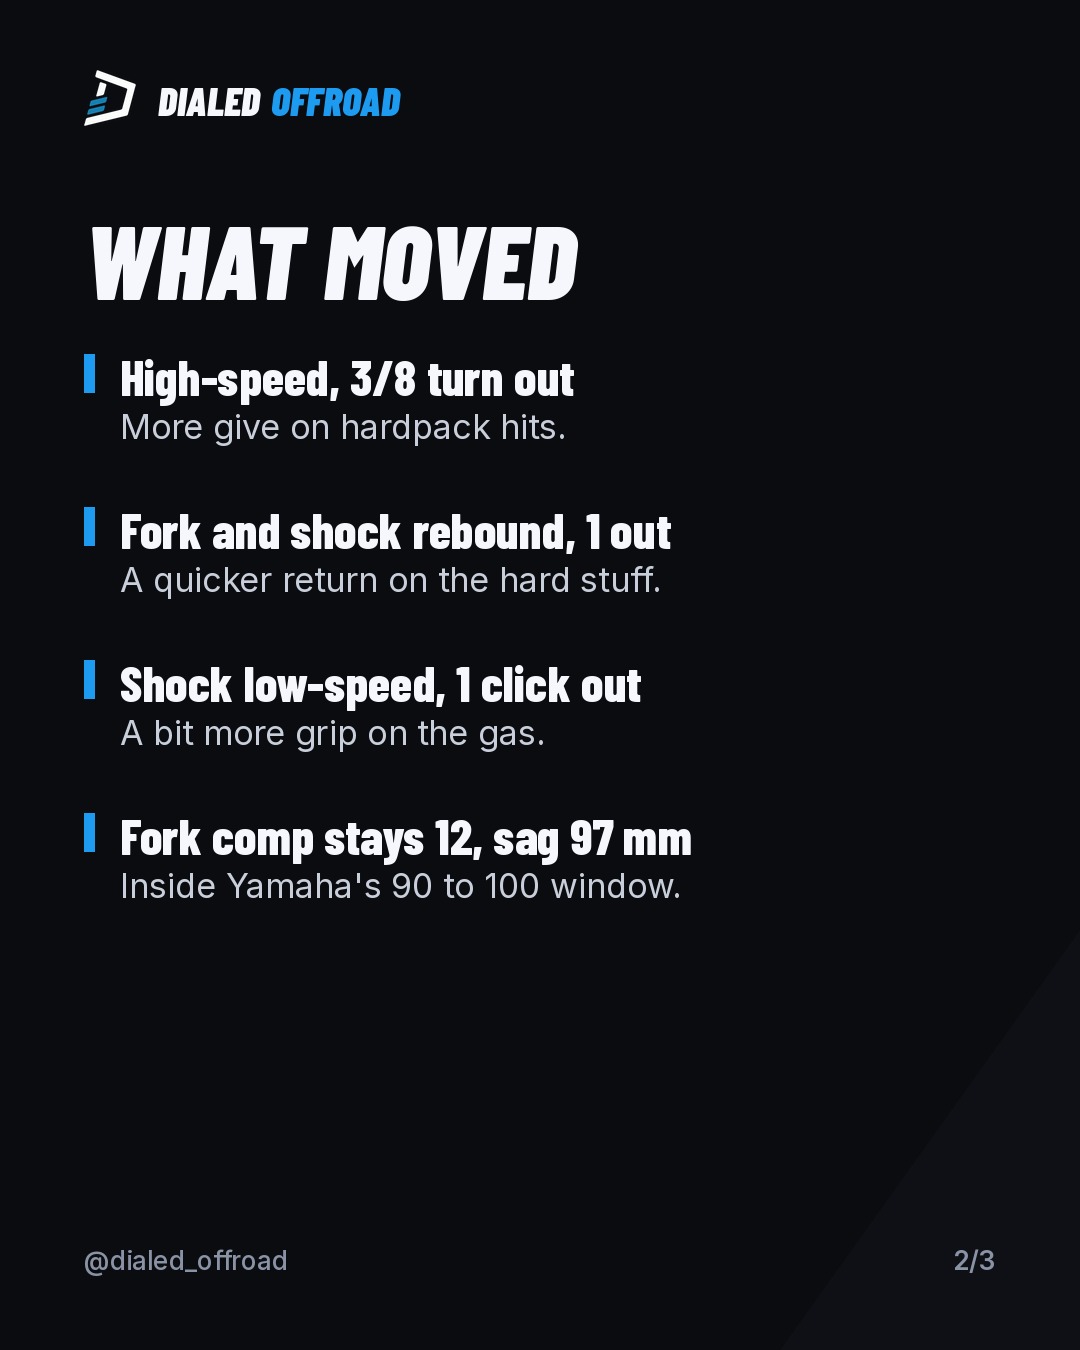 DIALED OFFROAD
WHAT MOVED
High-speed, 3/8 turn out
More give on hardpack hits.
Fork and shock rebound, 1 out
A quicker return on the hard stuff.
Shock low-speed, 1 click out
A bit more grip on the gas.
Fork comp stays 12, sag 97 mm
Inside Yamaha's 90 to 100 window.
@dialed_offroad
2/3